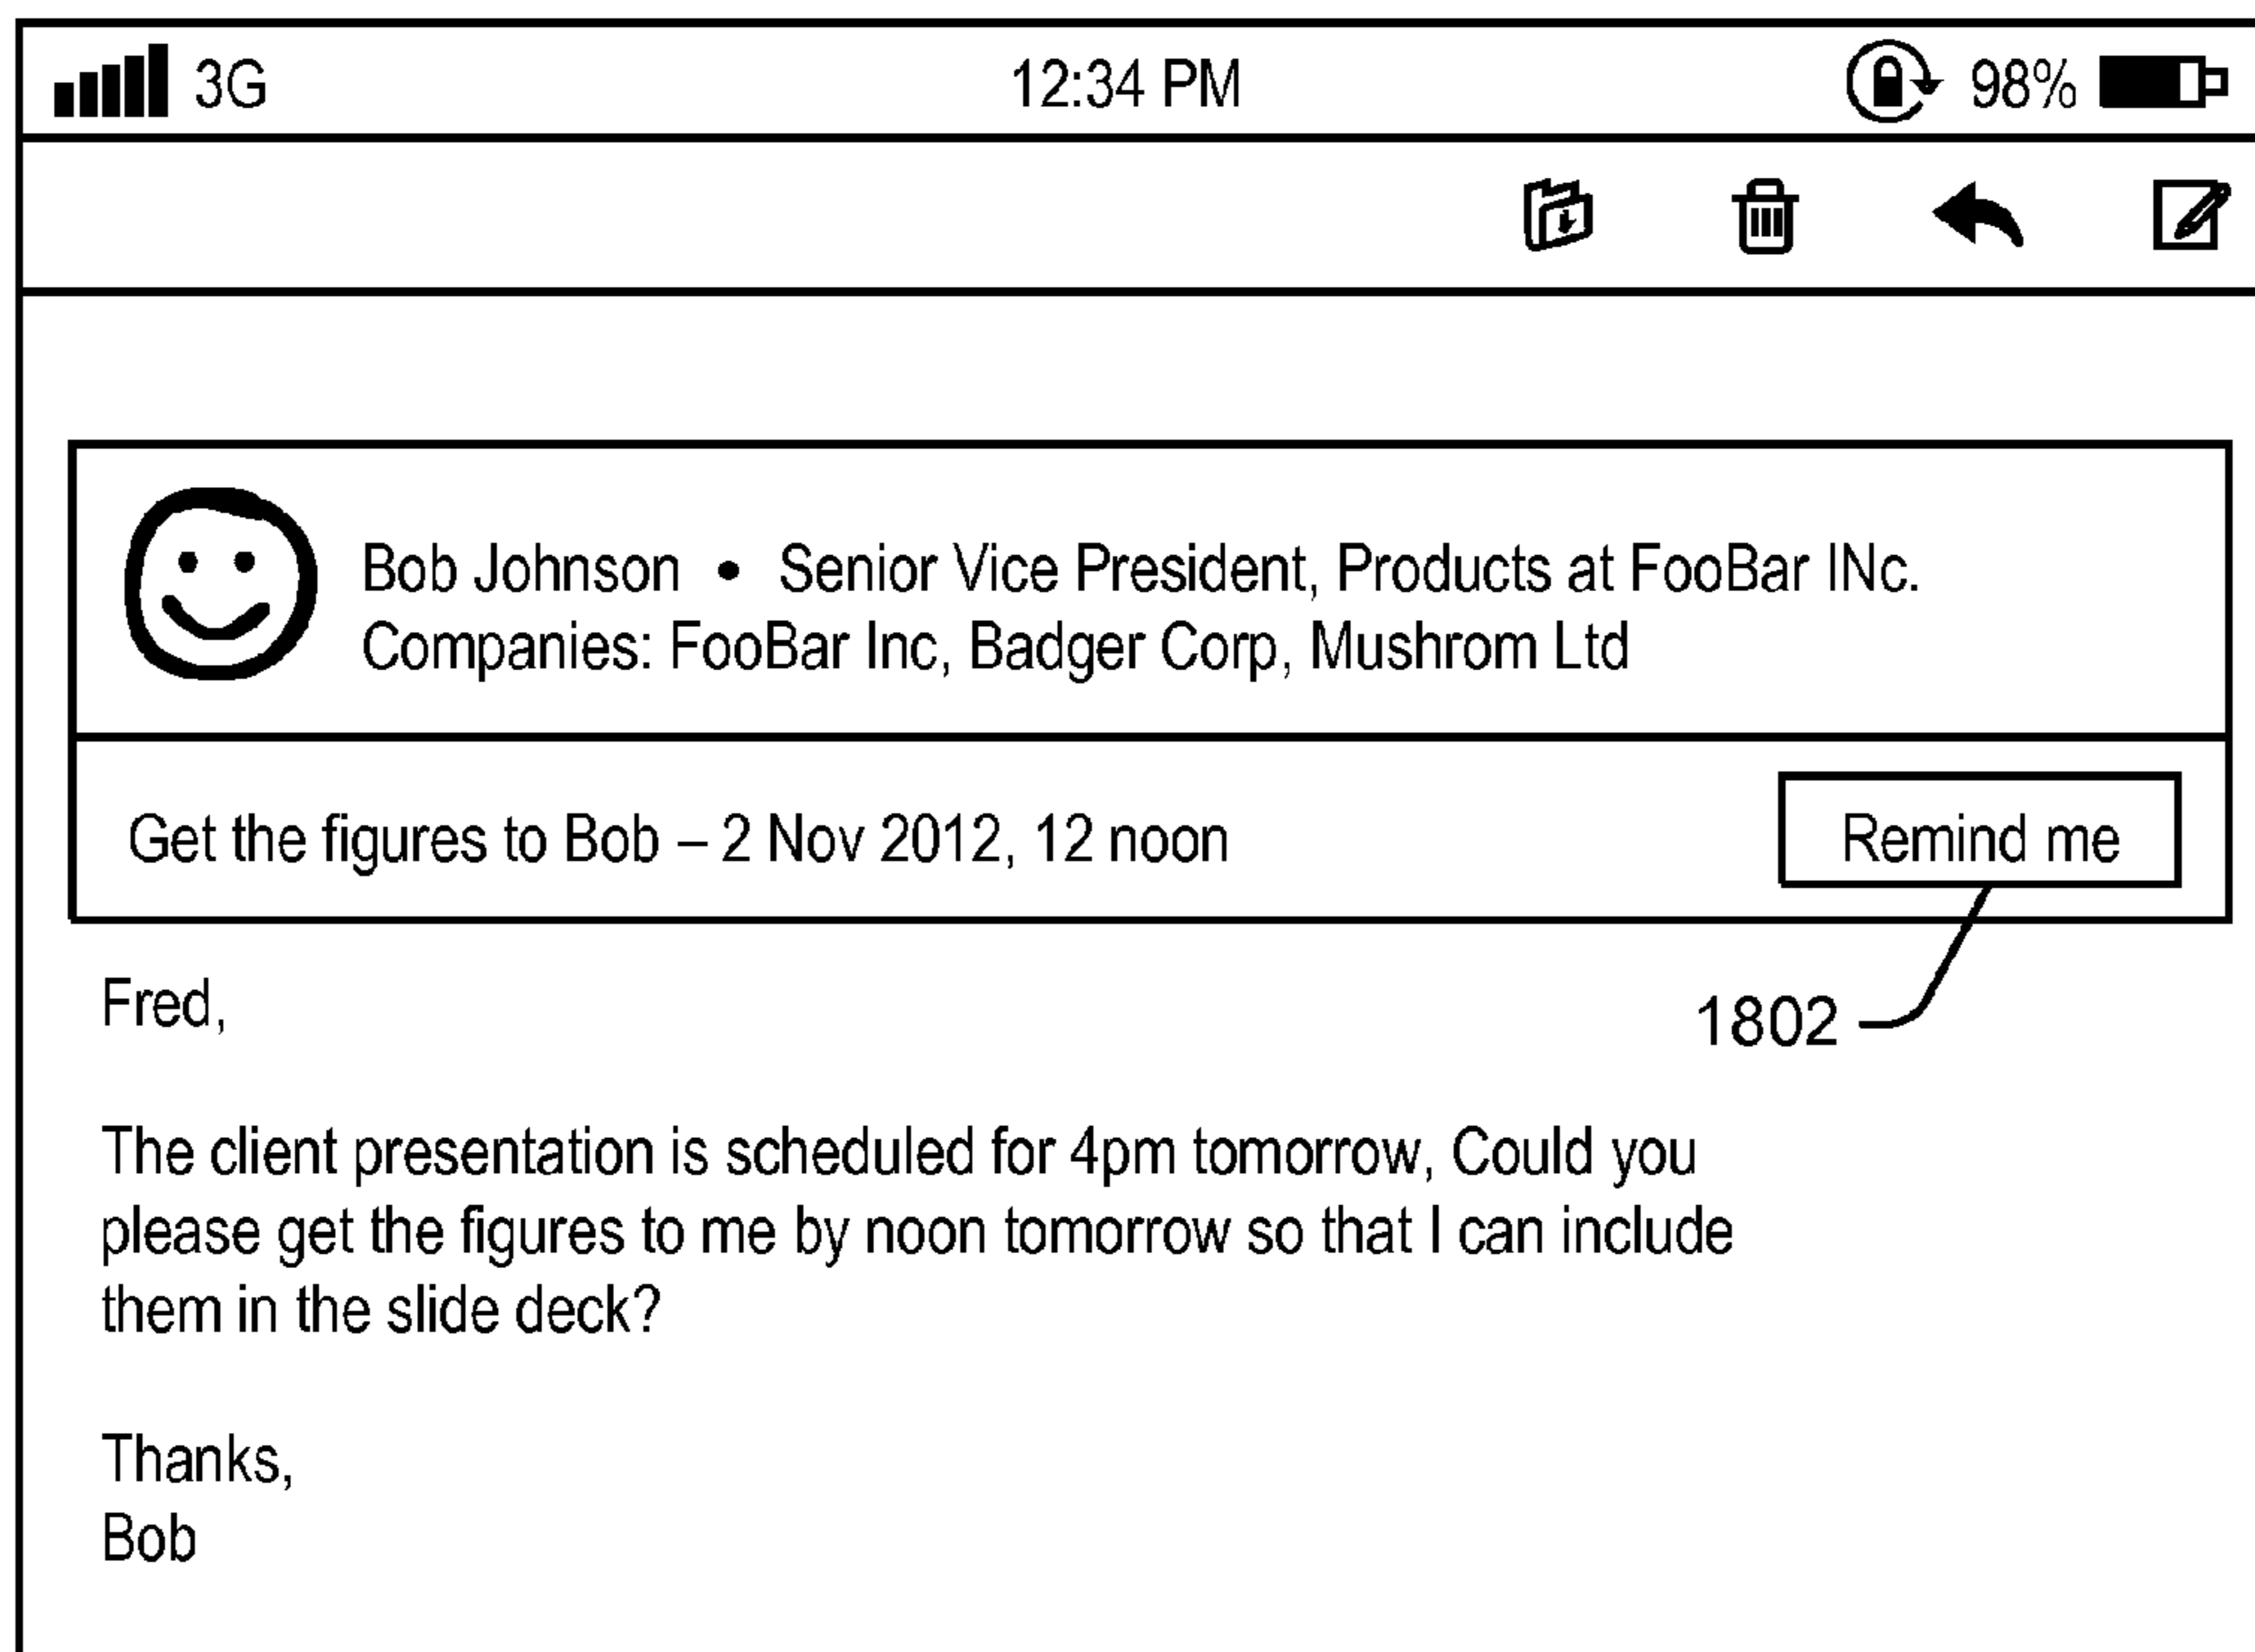 3G 12:34 PM 98%
Bob Johnson • Senior Vice President, Products at FooBar INc.
Companies: FooBar Inc, Badger Corp, Mushrom Ltd
Get the figures to Bob – 2 Nov 2012, 12 noon Remind me
Fred,
1802
The client presentation is scheduled for 4pm tomorrow, Could you
please get the figures to me by noon tomorrow so that I can include
them in the slide deck?
Thanks,
Bob